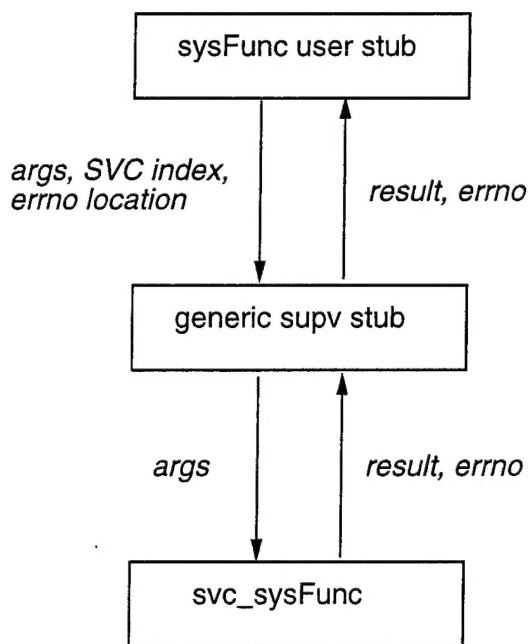 sysFunc user stub
args, SVC index,
errno location
result, errno
generic supv stub
args
result, errno
svc_sysFunc